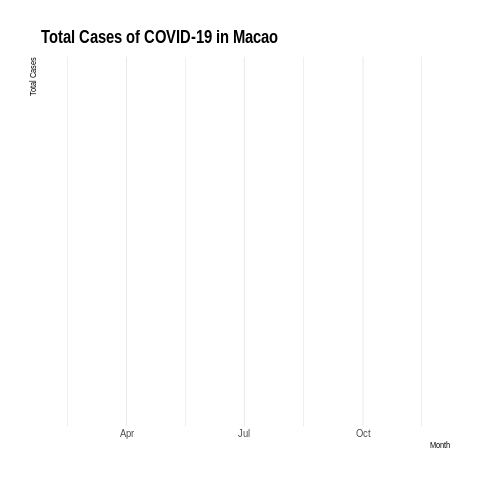 Total Cases of COVID-19 in Macao
Total Cases
Apr
Jul
Oct
Month